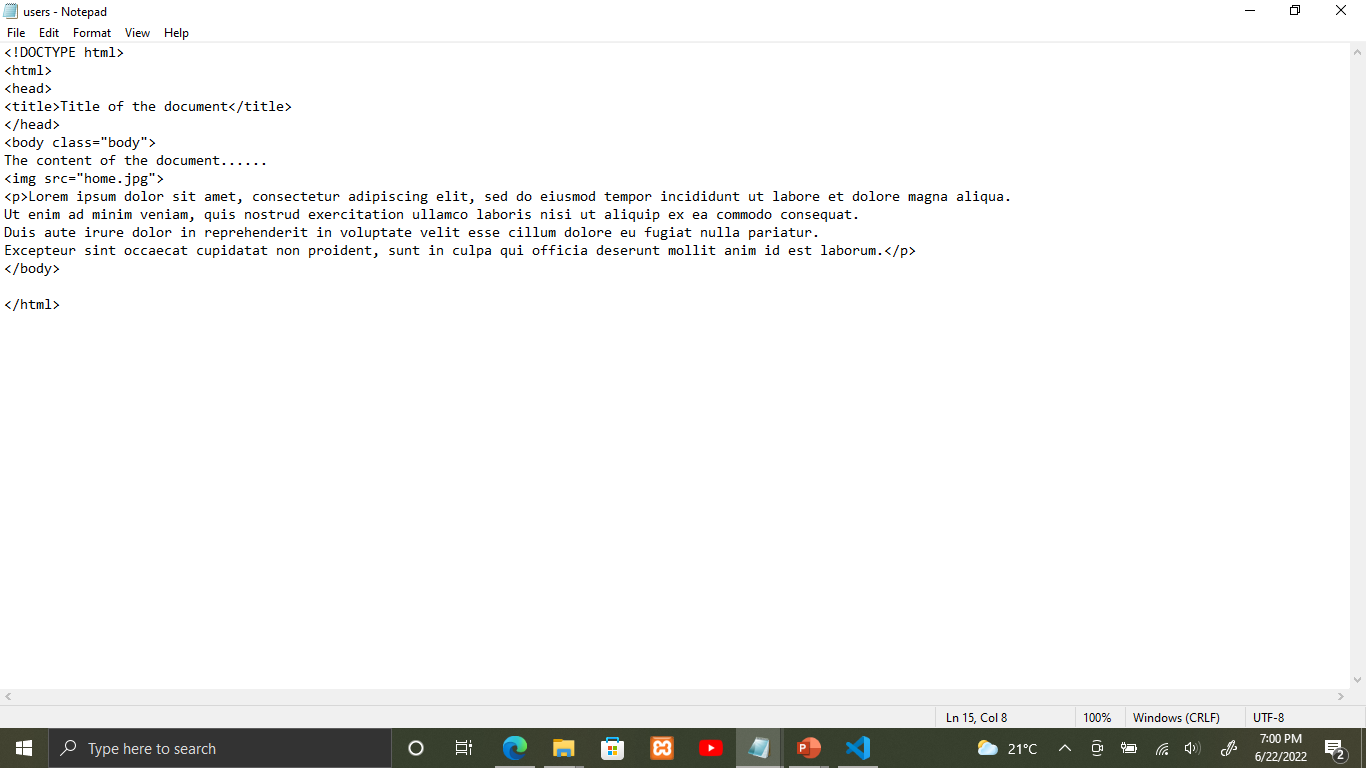 users - Notepad
File Edit Format View Help
<!DOCTYPE html>
<html>
<head>
<title>Title of the document</title>
</head>
<body class="body">
The content of the document......
<img src="home.jpg">
<p>Lorem ipsum dolor sit amet, consectetur adipiscing elit, sed do eiusmod tempor incididunt ut labore et dolore magna aliqua.
Ut enim ad minim veniam, quis nostrud exercitation ullamco laboris nisi ut aliquip ex ea commodo consequat.
Duis aute irure dolor in reprehenderit in voluptate velit esse cillum dolore eu fugiat nulla pariatur.
Excepteur sint occaecat cupidatat non proident, sunt in culpa qui officia deserunt mollit anim id est laborum.</p>
</body>
</html>
Ln 15, Col 8 100% Windows (CRLF) UTF-8
Type here to search 21°C 7:00 PM
6/22/2022 2